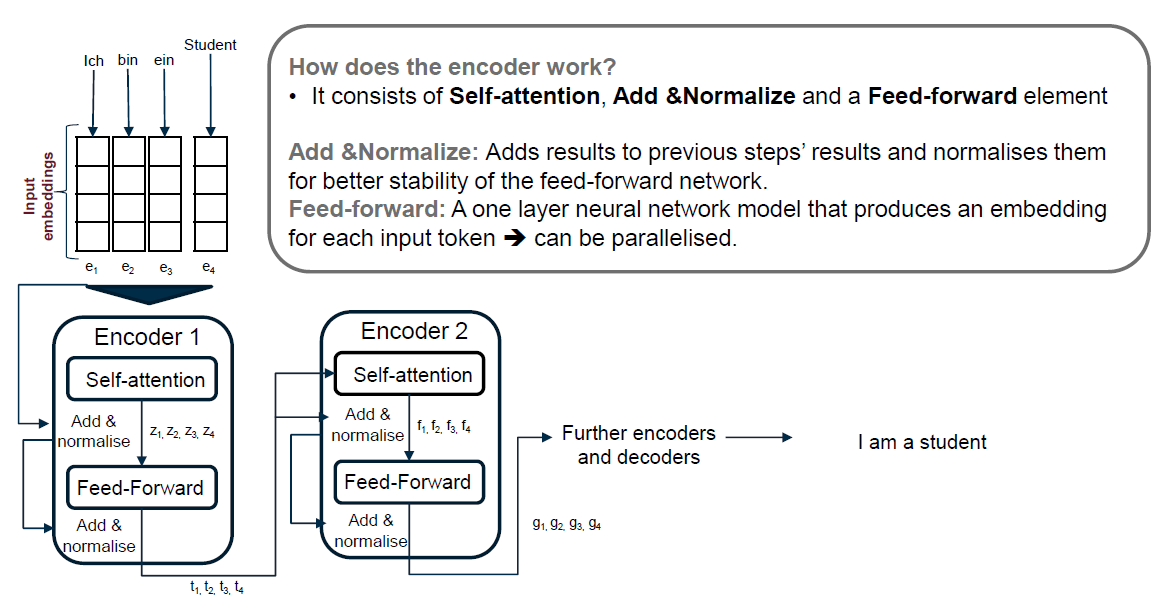 Ich bin ein Student
How does the encoder work?
• It consists of Self-attention, Add &Normalize and a Feed-forward element
Add &Normalize: Adds results to previous steps' results and normalises them
for better stability of the feed-forward network.
Feed-forward: A one layer neural network model that produces an embedding
for each input token ➔ can be parallelised.
Input
embeddings
e1 e2 e3 e4
Encoder 1
Self-attention
Add &
normalise
z1, z2, z3, z4
Feed-Forward
Add &
normalise
t1, t2, t3, t4
Encoder 2
Self-attention
Add &
normalise
f1, f2, f3, f4
Feed-Forward
Add &
normalise
g1, g2, g3, g4
Further encoders
and decoders
I am a student